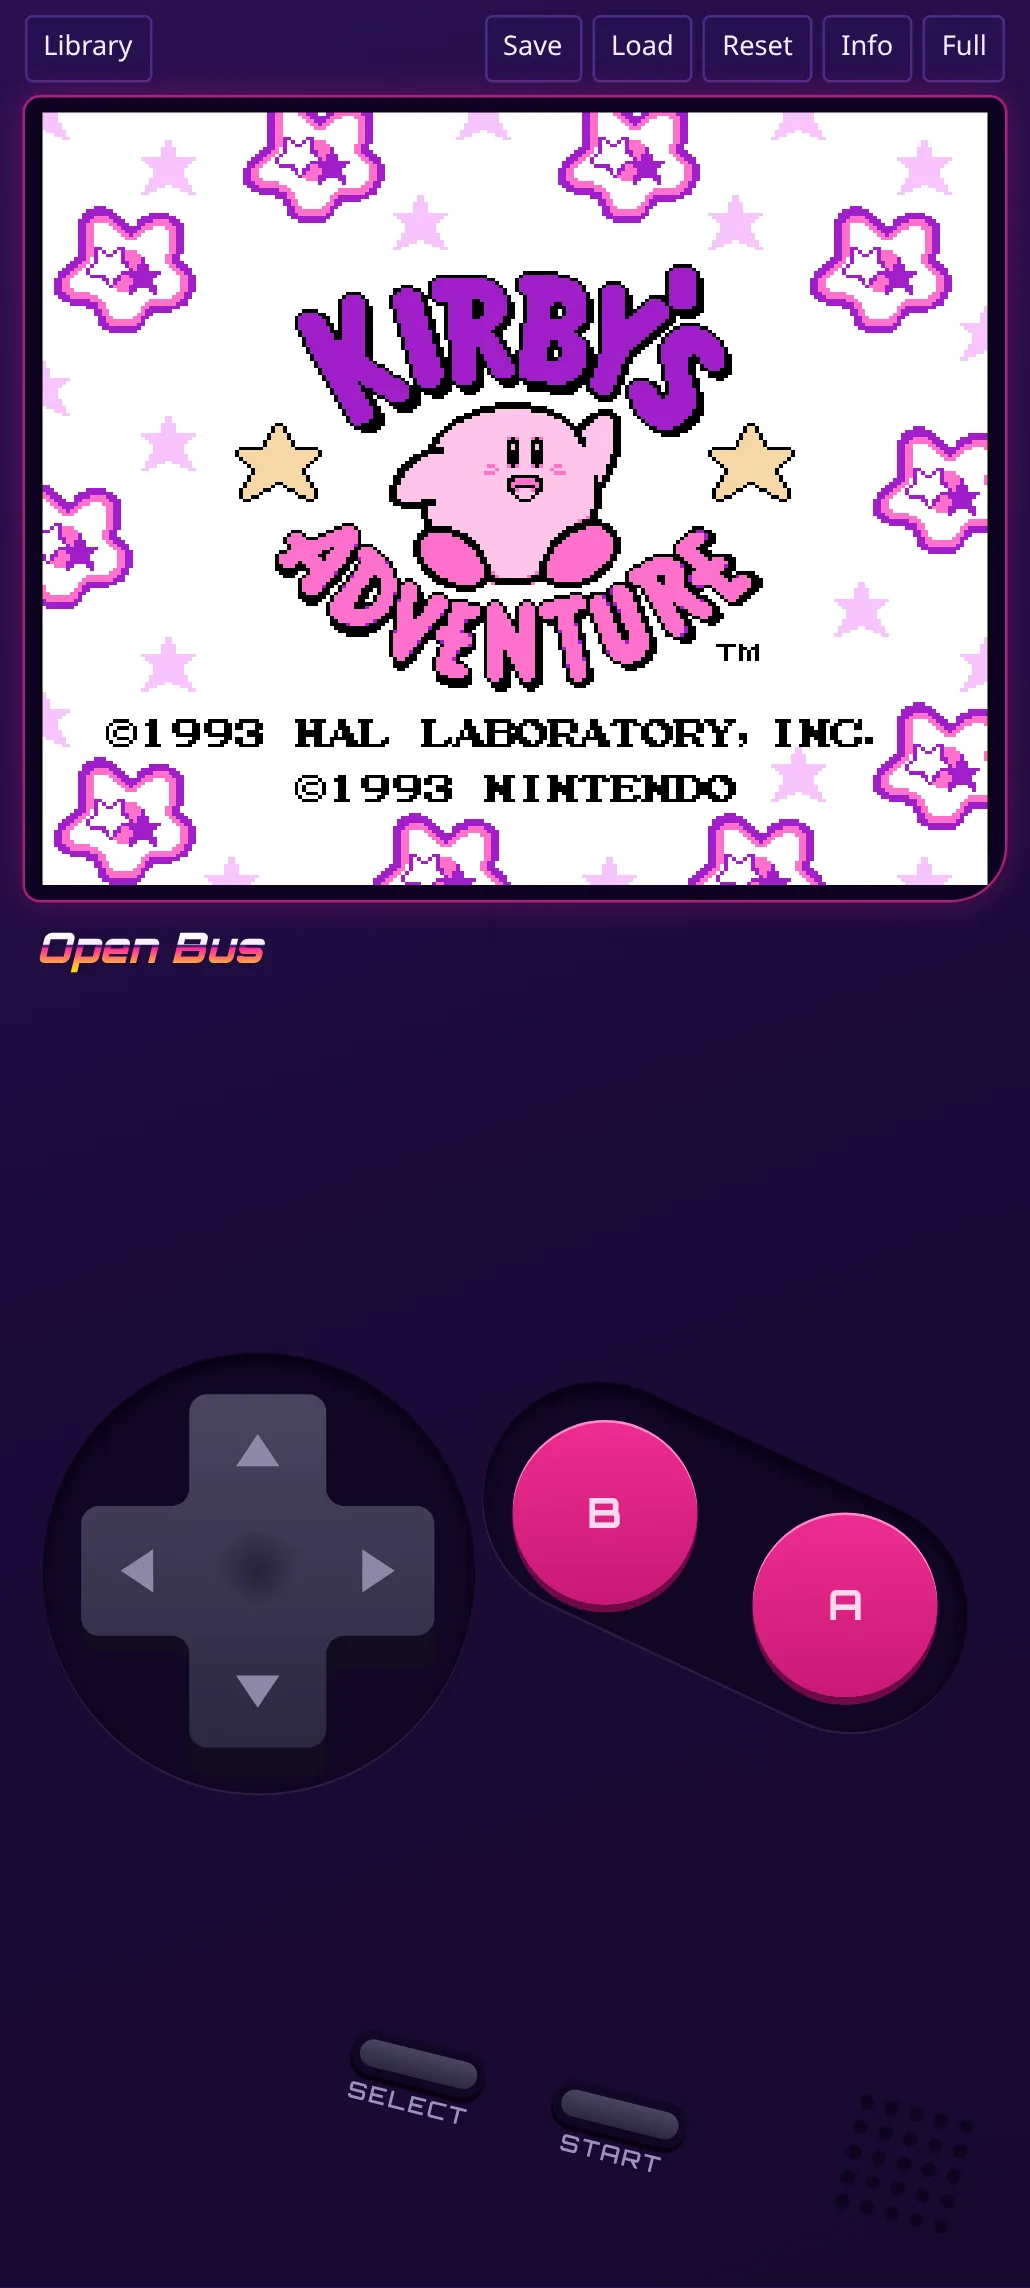 Library
Save
Load
Reset
Info
Full
KIRBY'S
ADVENTURE
TM
©1993 HAL LABORATORY, INC.
©1993 NINTENDO
Open Bus
B
A
SELECT
START